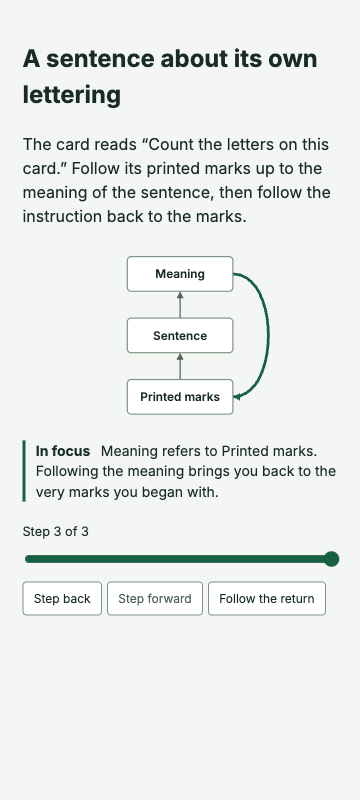 A sentence about its own
lettering
The card reads “Count the letters on this
card.” Follow its printed marks up to the
meaning of the sentence, then follow the
instruction back to the marks.
Meaning
Sentence
Printed marks
In focus Meaning refers to Printed marks.
Following the meaning brings you back to the
very marks you began with.
Step 3 of 3
Step back Step forward Follow the return